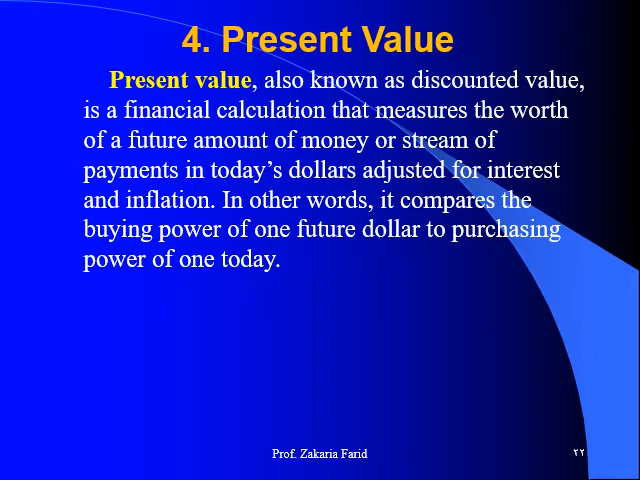 4. Present Value
Present value, also known as discounted value,
is a financial calculation that measures the worth
of a future amount of money or stream of
payments in today’s dollars adjusted for interest
and inflation. In other words, it compares the
buying power of one future dollar to purchasing
power of one today.
Prof. Zakaria Farid
٢٢